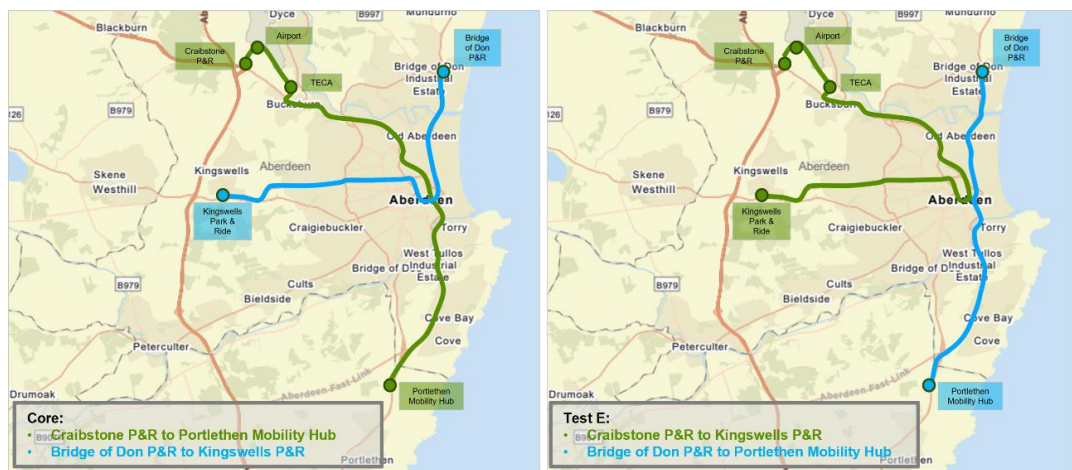 Dyce
B997
Mundurno
Blackburn
Airport
Bridge
of Don
P&R
Craibstone
P&R
TECA
Bridge of Don
Industrial
Estate
Bucksburn
B979
Old Aberdeen
Kingswells
Aberdeen
Skene
Westhill
Kingswells
Park &
Ride
Aberdeen
Craigiebuckler
Torry
West Tullos
Industrial
Estate
B979
Cults
Bieldside
Cove Bay
Cove
Peterculter
Aberdeen Fast Link
Drumoak
Portlethen
Mobility Hub
Core:
• Craibstone P&R to Portlethen Mobility Hub
• Bridge of Don P&R to Kingswells P&R
Portlethen
Dyce
B997
Mundurno
Blackburn
Airport
Bridge
of Don
P&R
Craibstone
P&R
TECA
Bridge of Don
Industrial
Estate
Bucksburn
B979
Old Aberdeen
Kingswells
Aberdeen
Skene
Westhill
Kingswells
Park &
Ride
Aberdeen
Craigiebuckler
Torry
West Tullos
Industrial
Estate
B979
Cults
Bieldside
Cove Bay
Cove
Peterculter
Aberdeen Fast Link
Drumoak
Portlethen
Mobility Hub
Test E:
• Craibstone P&R to Kingswells P&R
• Bridge of Don P&R to Portlethen Mobility Hub
Portlethen